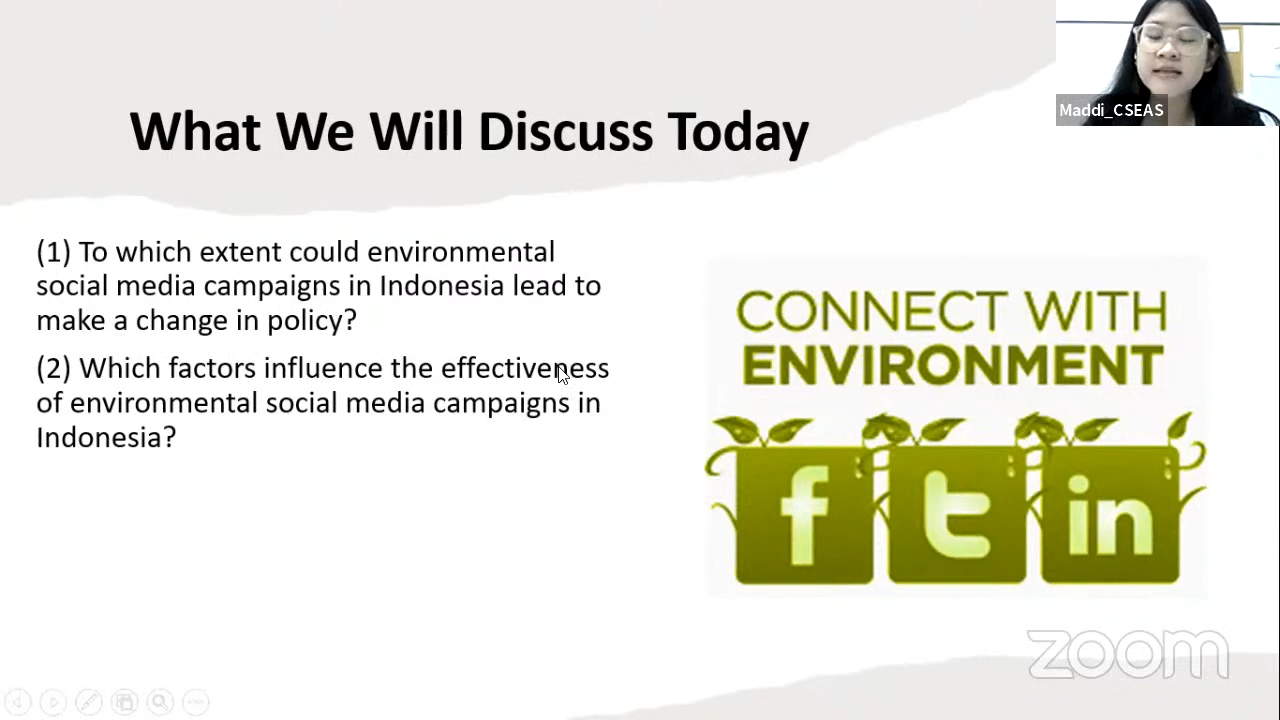 What We Will Discuss Today
Maddi_CSEAS
(1) To which extent could environmental
social media campaigns in Indonesia lead to
make a change in policy?
(2) Which factors influence the effectiveness
of environmental social media campaigns in
Indonesia?
CONNECT WITH
ENVIRONMENT
f t in
zoom